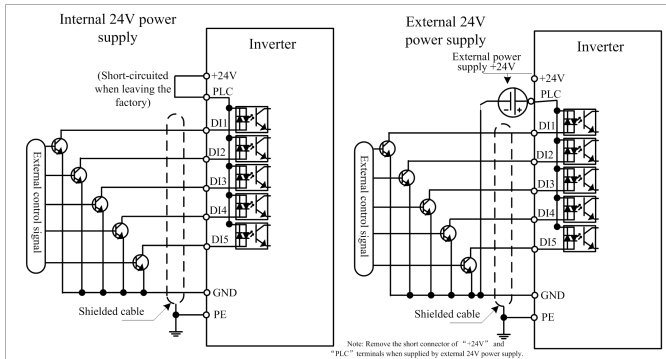 Internal 24V power
supply
Inverter
(Short-circuited
when leaving the
factory)
+24V
PLC
DI1
DI2
DI3
DI4
DI5
External control signal
GND
Shielded cable
PE
External 24V
power supply
Inverter
External power
supply +24V
+24V
PLC
- +
DI1
DI2
DI3
DI4
DI5
External control signal
GND
Shielded cable
PE
Note: Remove the short connector of "+24V" and
"PLC" terminals when supplied by external 24V power supply.